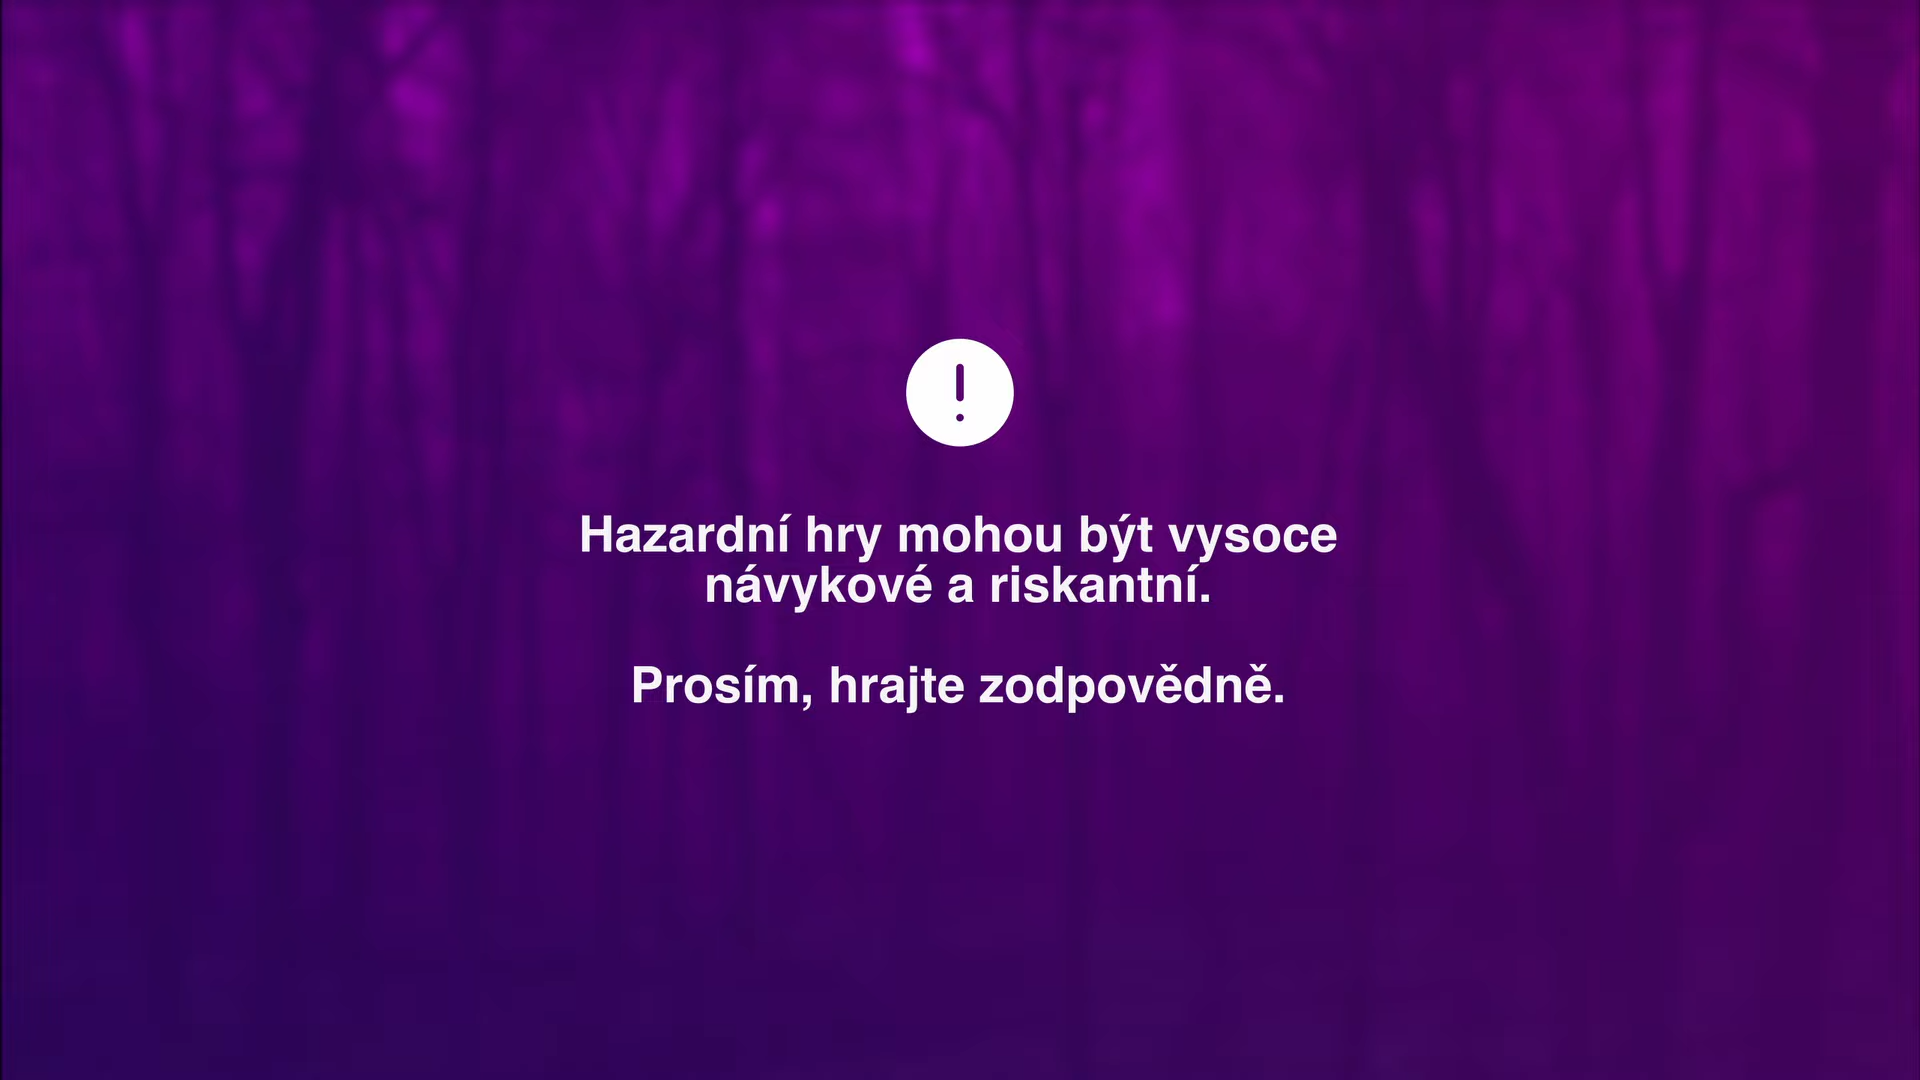 Hazardní hry mohou být vysoce
návykové a riskantní.
Prosím, hrajte zodpovědně.